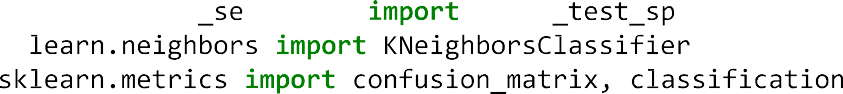 _se import _test_sp
learn.neighbors import KNeighborsClassifier
sklearn.metrics import confusion_matrix, classification